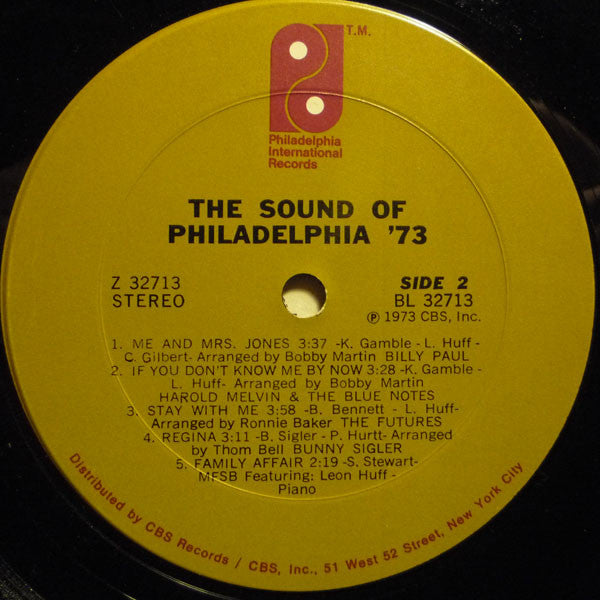 T.M.
Philadelphia
International
Records
THE SOUND OF
PHILADELPHIA '73
Z 32713
STEREO
SIDE 2
BL 32713
Ⓟ 1973 CBS, Inc.
1. ME AND MRS. JONES 3:37 -K. Gamble - L. Huff -
C. Gilbert- Arranged by Bobby Martin BILLY PAUL
2. IF YOU DON'T KNOW ME BY NOW 3:28 -K. Gamble -
L. Huff- Arranged by Bobby Martin
HAROLD MELVIN & THE BLUE NOTES
3. STAY WITH ME 3:58 -B. Bennett - L. Huff-
Arranged by Ronnie Baker THE FUTURES
4. REGINA 3:11 -B. Sigler - P. Hurtt- Arranged
by Thom Bell BUNNY SIGLER
5. FAMILY AFFAIR 2:19 -S. Stewart-
MFSB Featuring: Leon Huff -
Piano
Distributed by CBS Records / CBS, Inc., 51 West 52 Street, New York City